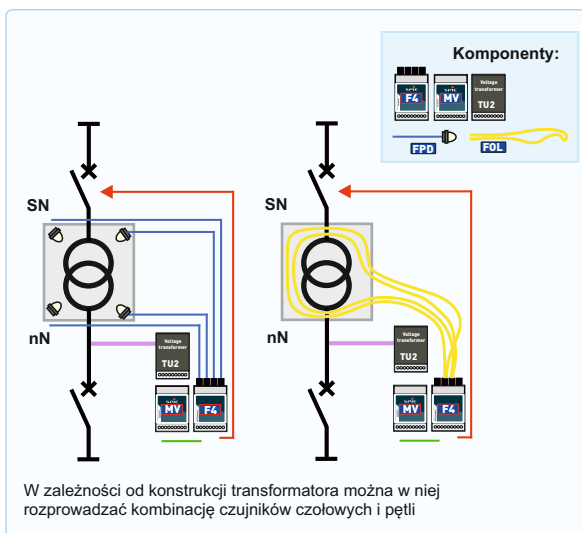 Komponenty:
F4
MV
Voltage
transformer
TU2
FPD
FOL
SN
nN
Voltage
transformer
TU2
MV
F4
SN
nN
Voltage
transformer
TU2
MV
F4
W zależności od konstrukcji transformatora można w niej
rozprowadzać kombinację czujników czołowych i pętli